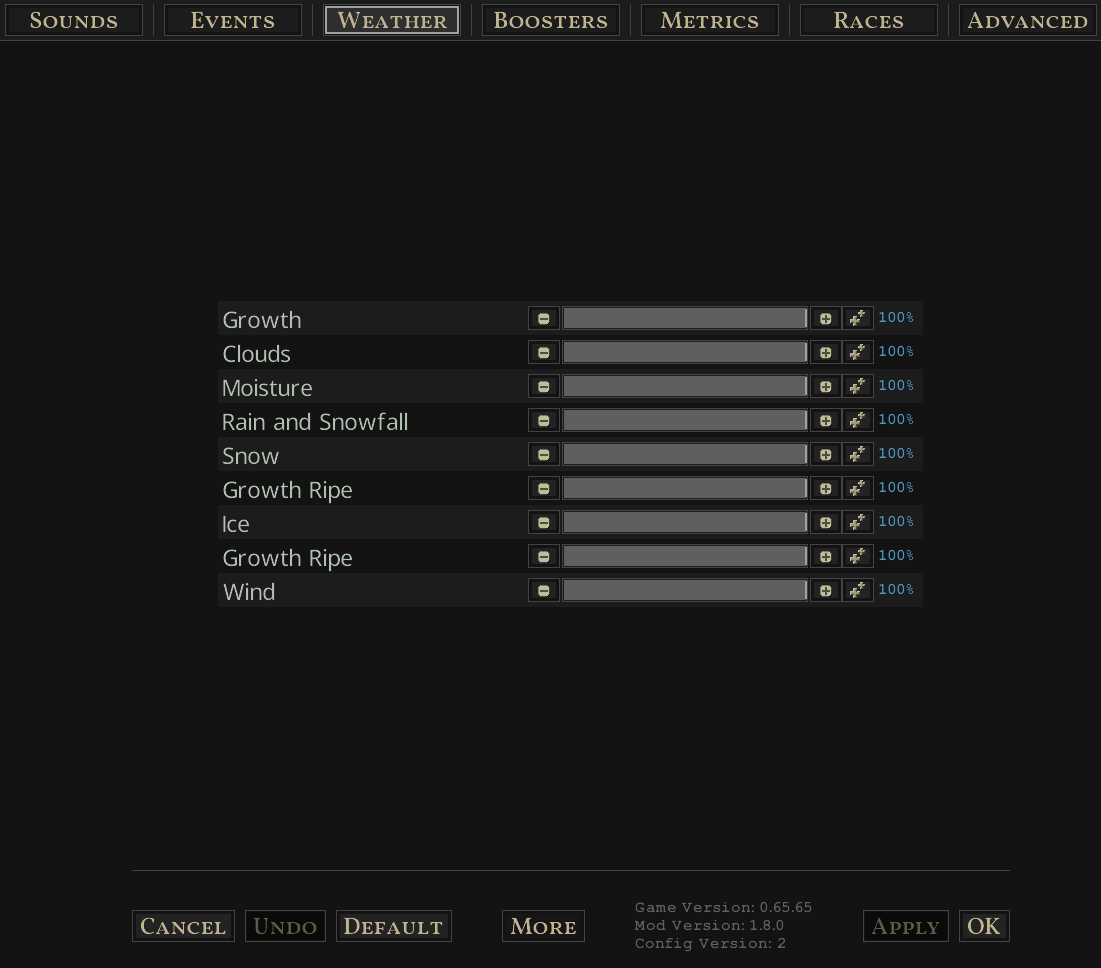 Sounds Events Weather Boosters Metrics Races Advanced
Growth 100%
Clouds 100%
Moisture 100%
Rain and Snowfall 100%
Snow 100%
Growth Ripe 100%
Ice 100%
Growth Ripe 100%
Wind 100%
Cancel Undo Default More
Game Version: 0.65.65
Mod Version: 1.8.0
Config Version: 2
Apply OK